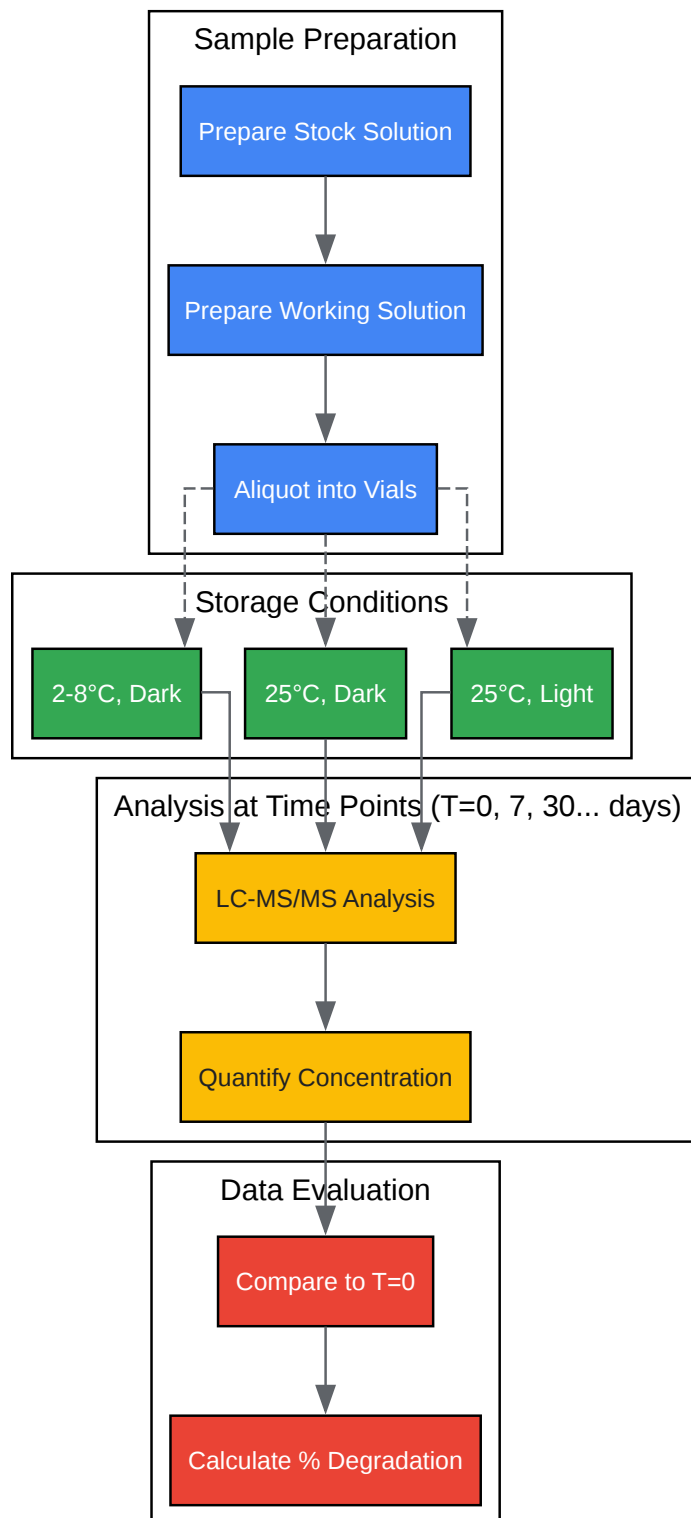 Sample Preparation
Prepare Stock Solution
Prepare Working Solution
Aliquot into Vials
Storage Conditions
2-8°C, Dark
25°C, Dark
25°C, Light
Analysis at Time Points (T=0, 7, 30... days)
LC-MS/MS Analysis
Quantify Concentration
Data Evaluation
Compare to T=0
Calculate % Degradation